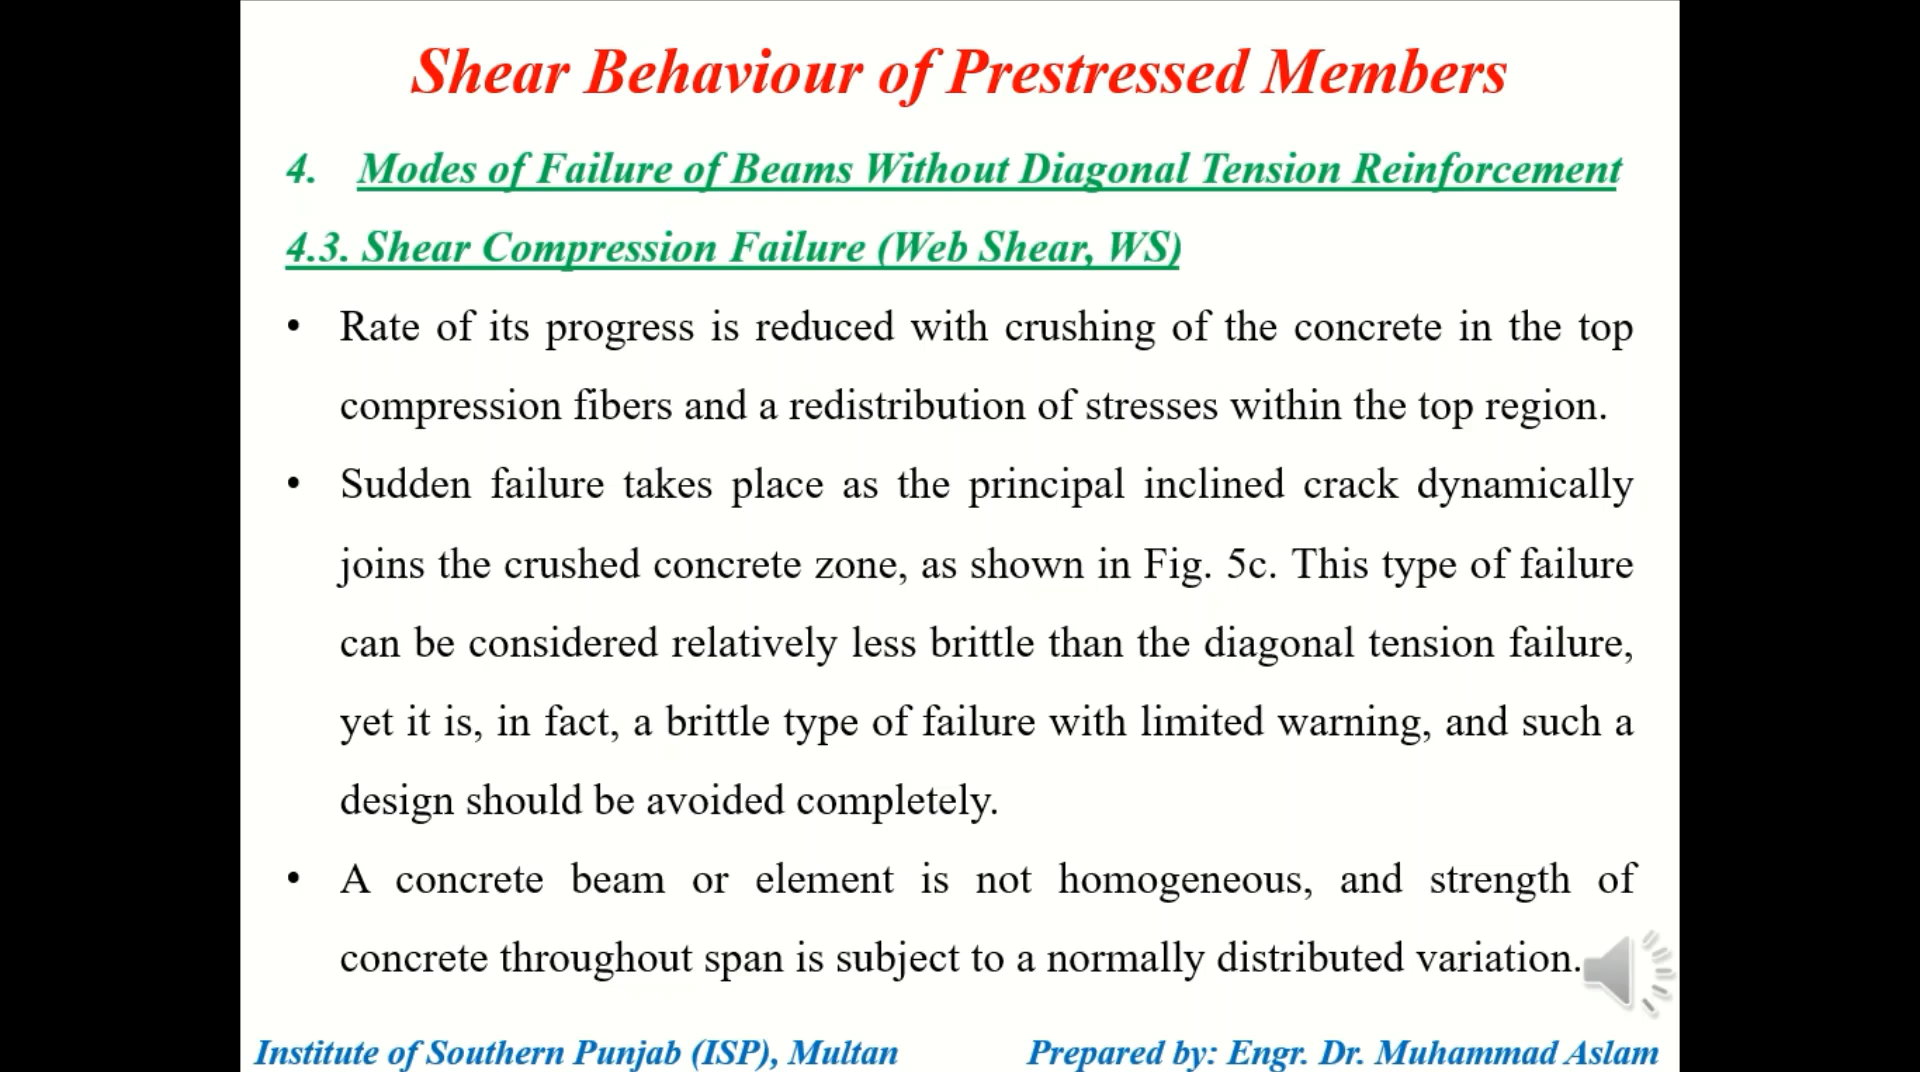 Shear Behaviour of Prestressed Members
4. Modes of Failure of Beams Without Diagonal Tension Reinforcement
4.3. Shear Compression Failure (Web Shear, WS)
• Rate of its progress is reduced with crushing of the concrete in the top
compression fibers and a redistribution of stresses within the top region.
• Sudden failure takes place as the principal inclined crack dynamically
joins the crushed concrete zone, as shown in Fig. 5c. This type of failure
can be considered relatively less brittle than the diagonal tension failure,
yet it is, in fact, a brittle type of failure with limited warning, and such a
design should be avoided completely.
• A concrete beam or element is not homogeneous, and strength of
concrete throughout span is subject to a normally distributed variation.
Institute of Southern Punjab (ISP), Multan
Prepared by: Engr. Dr. Muhammad Aslam